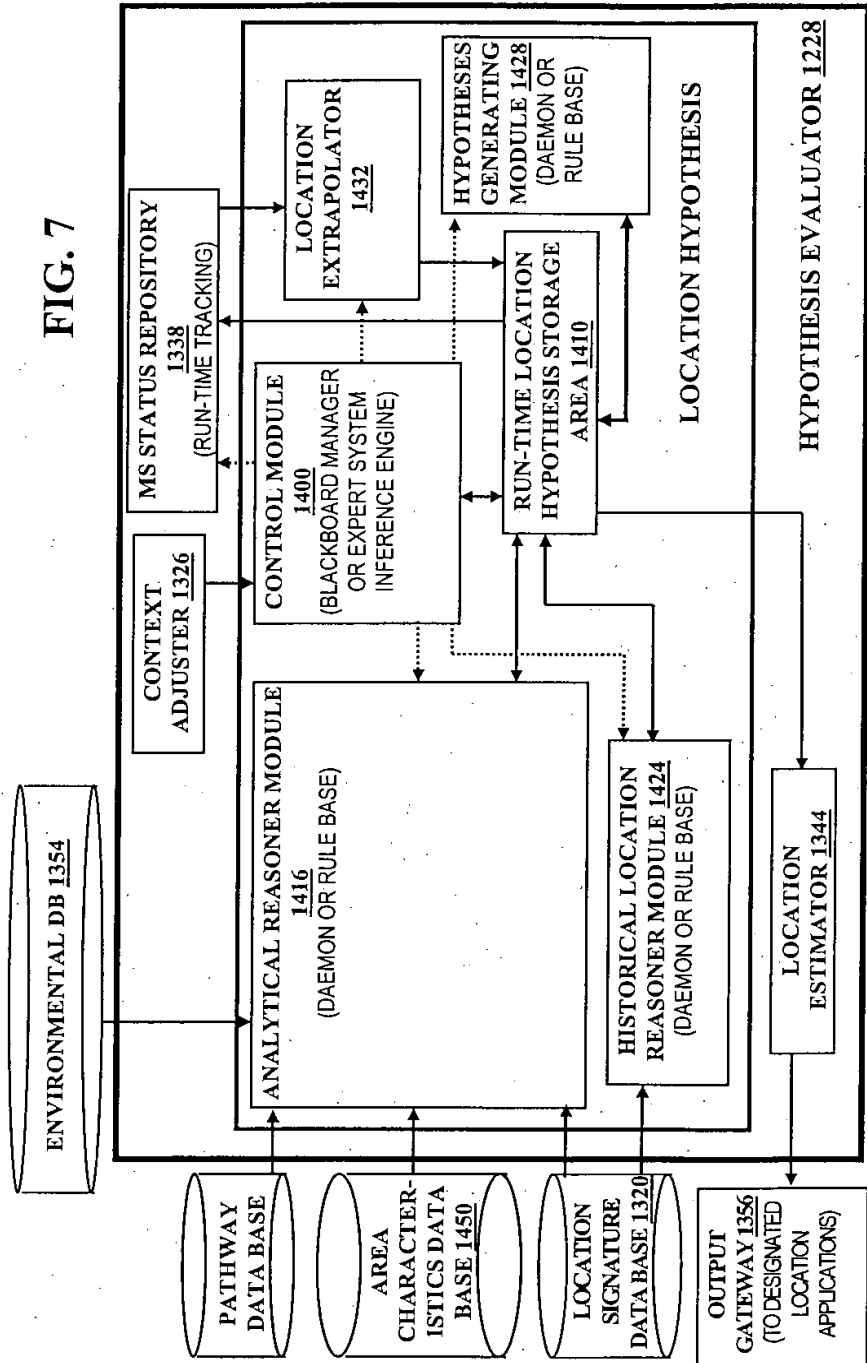 FIG. 7
ENVIRONMENTAL DB 1354
CONTEXT
ADJUSTER 1326
MS STATUS REPOSITORY
1338
(RUN-TIME TRACKING)
PATHWAY
DATA BASE
AREA
CHARACTER-
ISTICS DATA
BASE 1450
LOCATION
SIGNATURE
DATA BASE 1320
OUTPUT
GATEWAY 1356
(TO DESIGNATED
LOCATION
APPLICATIONS)
ANALYTICAL REASONER MODULE
1416
(DAEMON OR RULE BASE)
CONTROL MODULE
1400
(BLACKBOARD MANAGER
OR EXPERT SYSTEM
INFERENCE ENGINE)
LOCATION
EXTRAPOLATOR
1432
HISTORICAL LOCATION
REASONER MODULE 1424
(DAEMON OR RULE BASE)
RUN-TIME LOCATION
HYPOTHESIS STORAGE
AREA 1410
HYPOTHESES
GENERATING
MODULE 1428
(DAEMON OR
RULE BASE)
LOCATION HYPOTHESIS
LOCATION
ESTIMATOR 1344
HYPOTHESIS EVALUATOR 1228